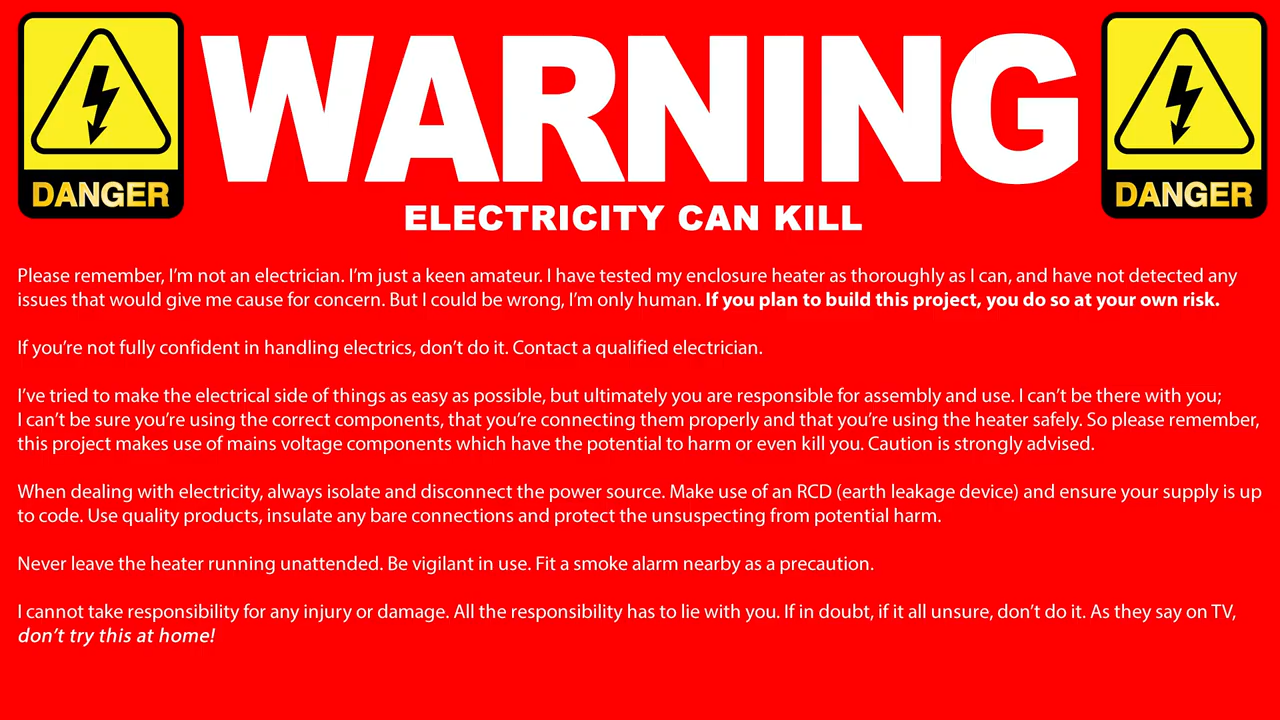 WARNING
DANGER
DANGER
ELECTRICITY CAN KILL
Please remember, I’m not an electrician. I’m just a keen amateur. I have tested my enclosure heater as thoroughly as I can, and have not detected any
issues that would give me cause for concern. But I could be wrong, I’m only human. If you plan to build this project, you do so at your own risk.
If you’re not fully confident in handling electrics, don’t do it. Contact a qualified electrician.
I’ve tried to make the electrical side of things as easy as possible, but ultimately you are responsible for assembly and use. I can’t be there with you;
I can’t be sure you’re using the correct components, that you’re connecting them properly and that you’re using the heater safely. So please remember,
this project makes use of mains voltage components which have the potential to harm or even kill you. Caution is strongly advised.
When dealing with electricity, always isolate and disconnect the power source. Make use of an RCD (earth leakage device) and ensure your supply is up
to code. Use quality products, insulate any bare connections and protect the unsuspecting from potential harm.
Never leave the heater running unattended. Be vigilant in use. Fit a smoke alarm nearby as a precaution.
I cannot take responsibility for any injury or damage. All the responsibility has to lie with you. If in doubt, if it all unsure, don’t do it. As they say on TV,
don’t try this at home!